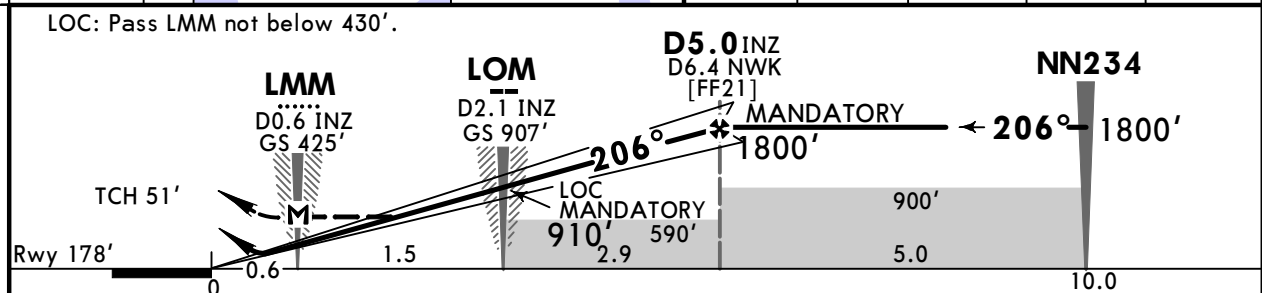 LOC: Pass LMM not below 430'.
LMM
D0.6 INZ
GS 425'
LOM
D2.1 INZ
GS 907'
D5.0 INZ
D6.4 NWK
[FF21]
NN234
MANDATORY
1800'
206°
206°
1800'
TCH 51'
M
LOC
MANDATORY
910'
590'
900'
Rwy 178'
0.6
1.5
2.9
5.0
0
10.0